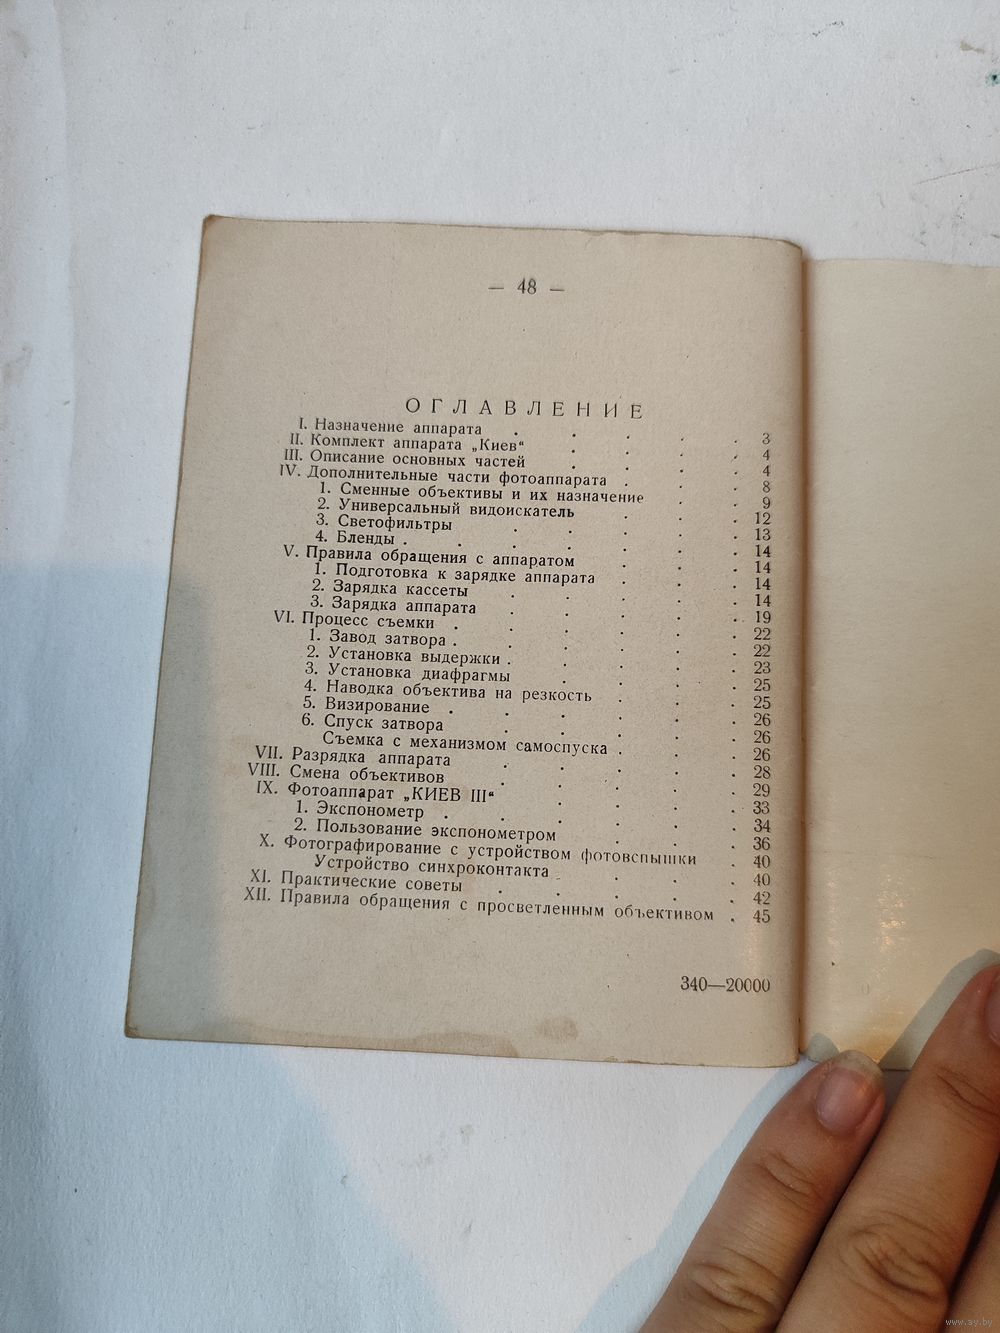 — 48 —
ОГЛАВЛЕНИЕ
I. Назначение аппарата . . . . . 3
II. Комплект аппарата „Киев“ . . . . 4
III. Описание основных частей . . . . 4
IV. Дополнительные части фотоаппарата . . . 8
1. Сменные объективы и их назначение . . 9
2. Универсальный видоискатель . . . 12
3. Светофильтры . . . . . 13
4. Бленды . . . . . . 14
V. Правила обращения с аппаратом . . . 14
1. Подготовка к зарядке аппарата . . . 14
2. Зарядка кассеты . . . . . 14
3. Зарядка аппарата . . . . . 19
VI. Процесс съемки . . . . . . 22
1. Завод затвора . . . . . . 22
2. Установка выдержки . . . . . 23
3. Установка диафрагмы . . . . 25
4. Наводка объектива на резкость . . . 25
5. Визирование . . . . . . 26
6. Спуск затвора . . . . . 26
Съемка с механизмом самоспуска . . . 26
VII. Разрядка аппарата . . . . . 28
VIII. Смена объективов . . . . . 29
IX. Фотоаппарат „КИЕВ III“ . . . . 33
1. Экспонометр . . . . . . 34
2. Пользование экспонометром . . . 36
X. Фотографирование с устройством фотовспышки . 40
Устройство синхроконтакта . . . . 40
XI. Практические советы . . . . . 42
XII. Правила обращения с просветленным объективом . 45
340—20000
www.ay.by